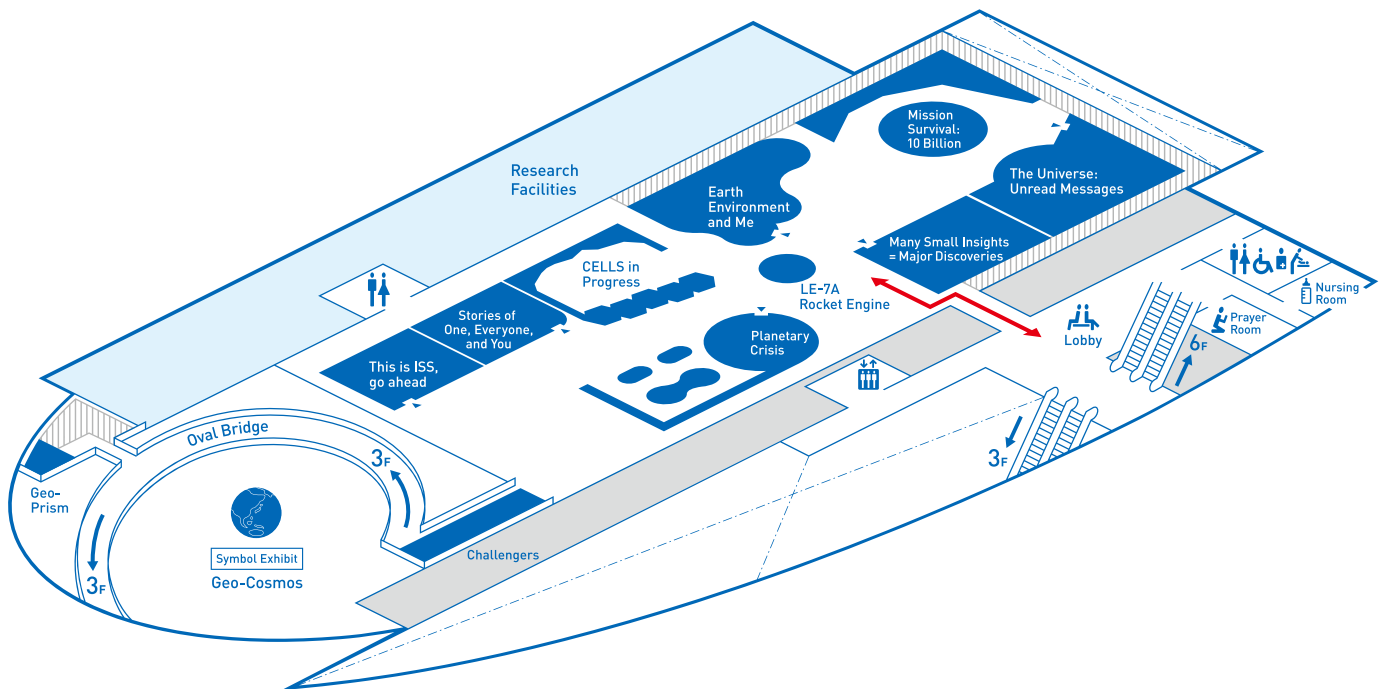 Research
Facilities
Mission
Survival:
10 Billion
The Universe:
Unread Messages
Earth
Environment
and Me
Many Small Insights
= Major Discoveries
CELLS in
Progress
LE-7A
Rocket Engine
Stories of
One, Everyone,
and You
Planetary
Crisis
This is ISS,
go ahead
Nursing
Room
Prayer
Room
Lobby
6F
3F
Oval Bridge
3F
Geo-
Prism
Challengers
Symbol Exhibit
Geo-Cosmos
3F